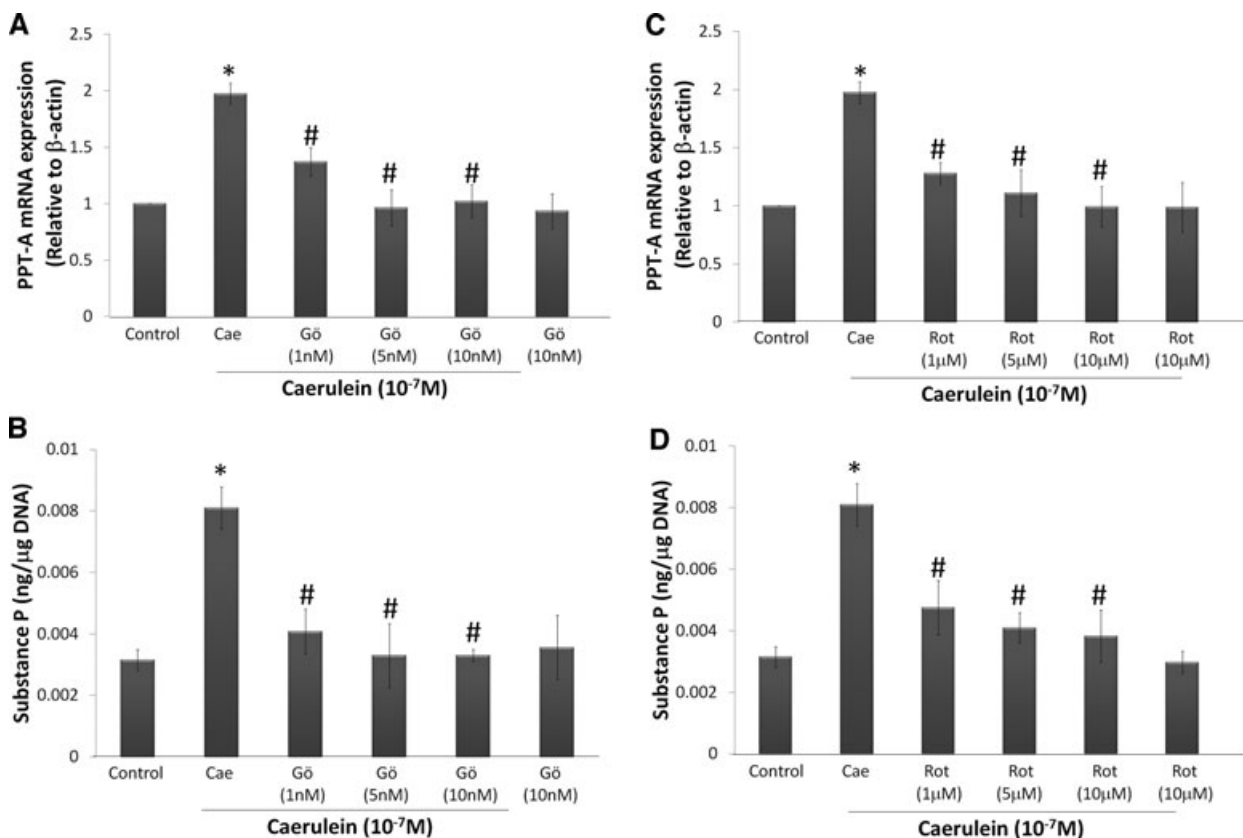 A
PPT-A mRNA expression
(Relative to β-actin)
2.5
2
1.5
1
0.5
0
*
#
#
#
Control
Cae
Gö
(1nM)
Gö
(5nM)
Gö
(10nM)
Gö
(10nM)
Caerulein (10⁻⁷M)
C
PPT-A mRNA expression
(Relative to β-actin)
2.5
2
1.5
1
0.5
0
*
#
#
#
Control
Cae
Rot
(1µM)
Rot
(5µM)
Rot
(10µM)
Rot
(10µM)
Caerulein (10⁻⁷M)
B
Substance P (ng/µg DNA)
0.01
0.008
0.006
0.004
0.002
0
*
#
#
#
Control
Cae
Gö
(1nM)
Gö
(5nM)
Gö
(10nM)
Gö
(10nM)
Caerulein (10⁻⁷M)
D
Substance P (ng/µg DNA)
0.01
0.008
0.006
0.004
0.002
0
*
#
#
#
Control
Cae
Rot
(1µM)
Rot
(5µM)
Rot
(10µM)
Rot
(10µM)
Caerulein (10⁻⁷M)